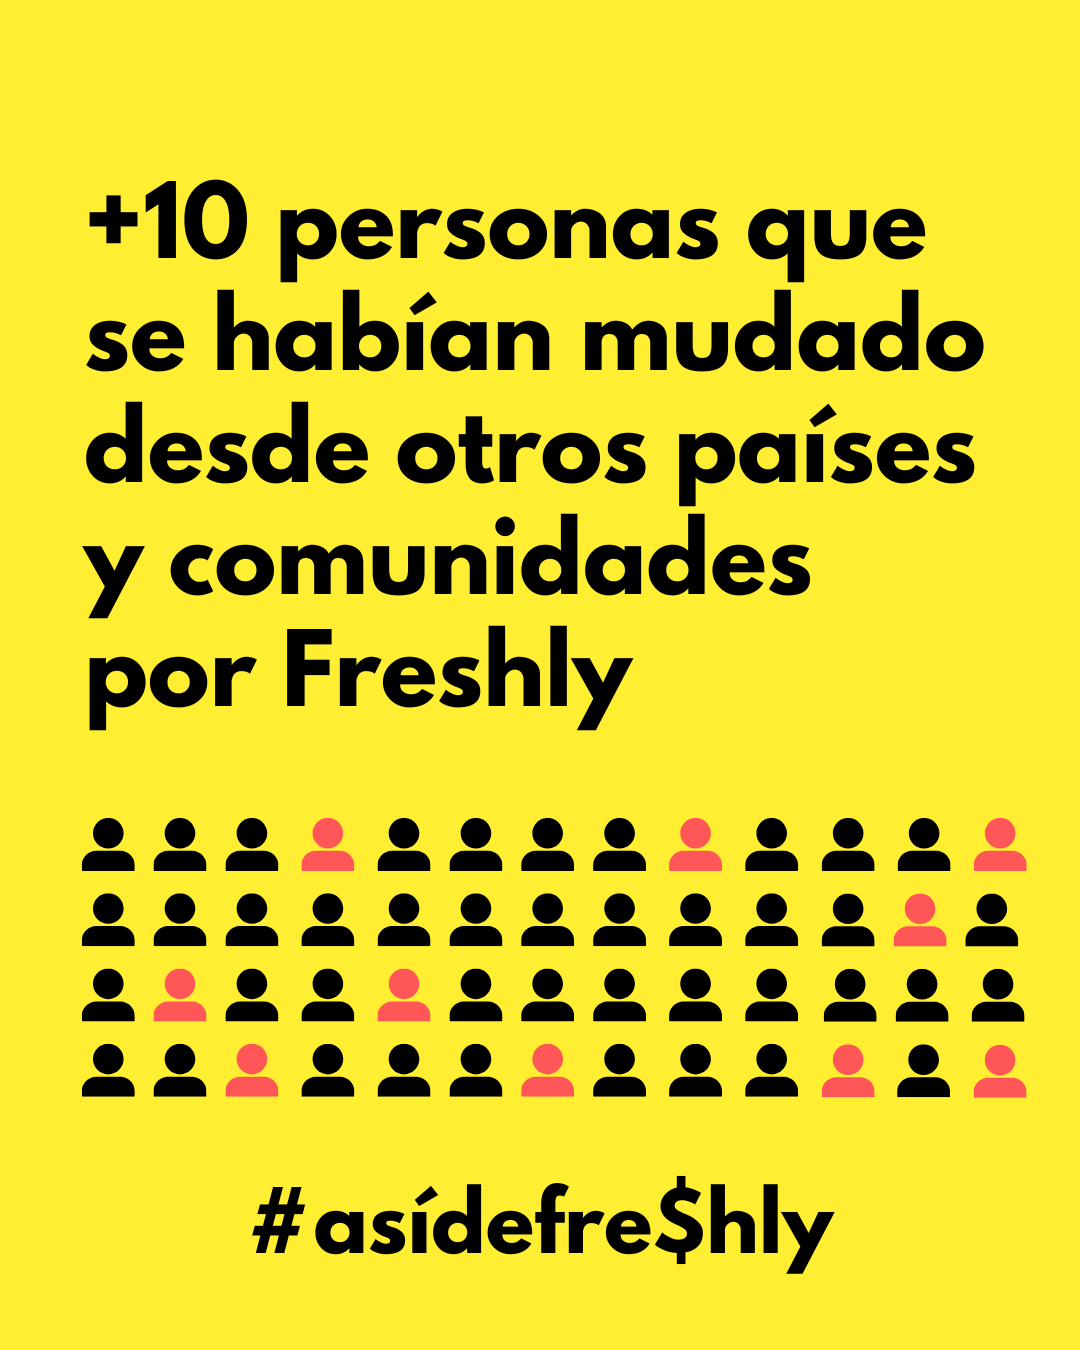 +10 personas que
se habían mudado
desde otros países
y comunidades
por Freshly
#asídefre$hly